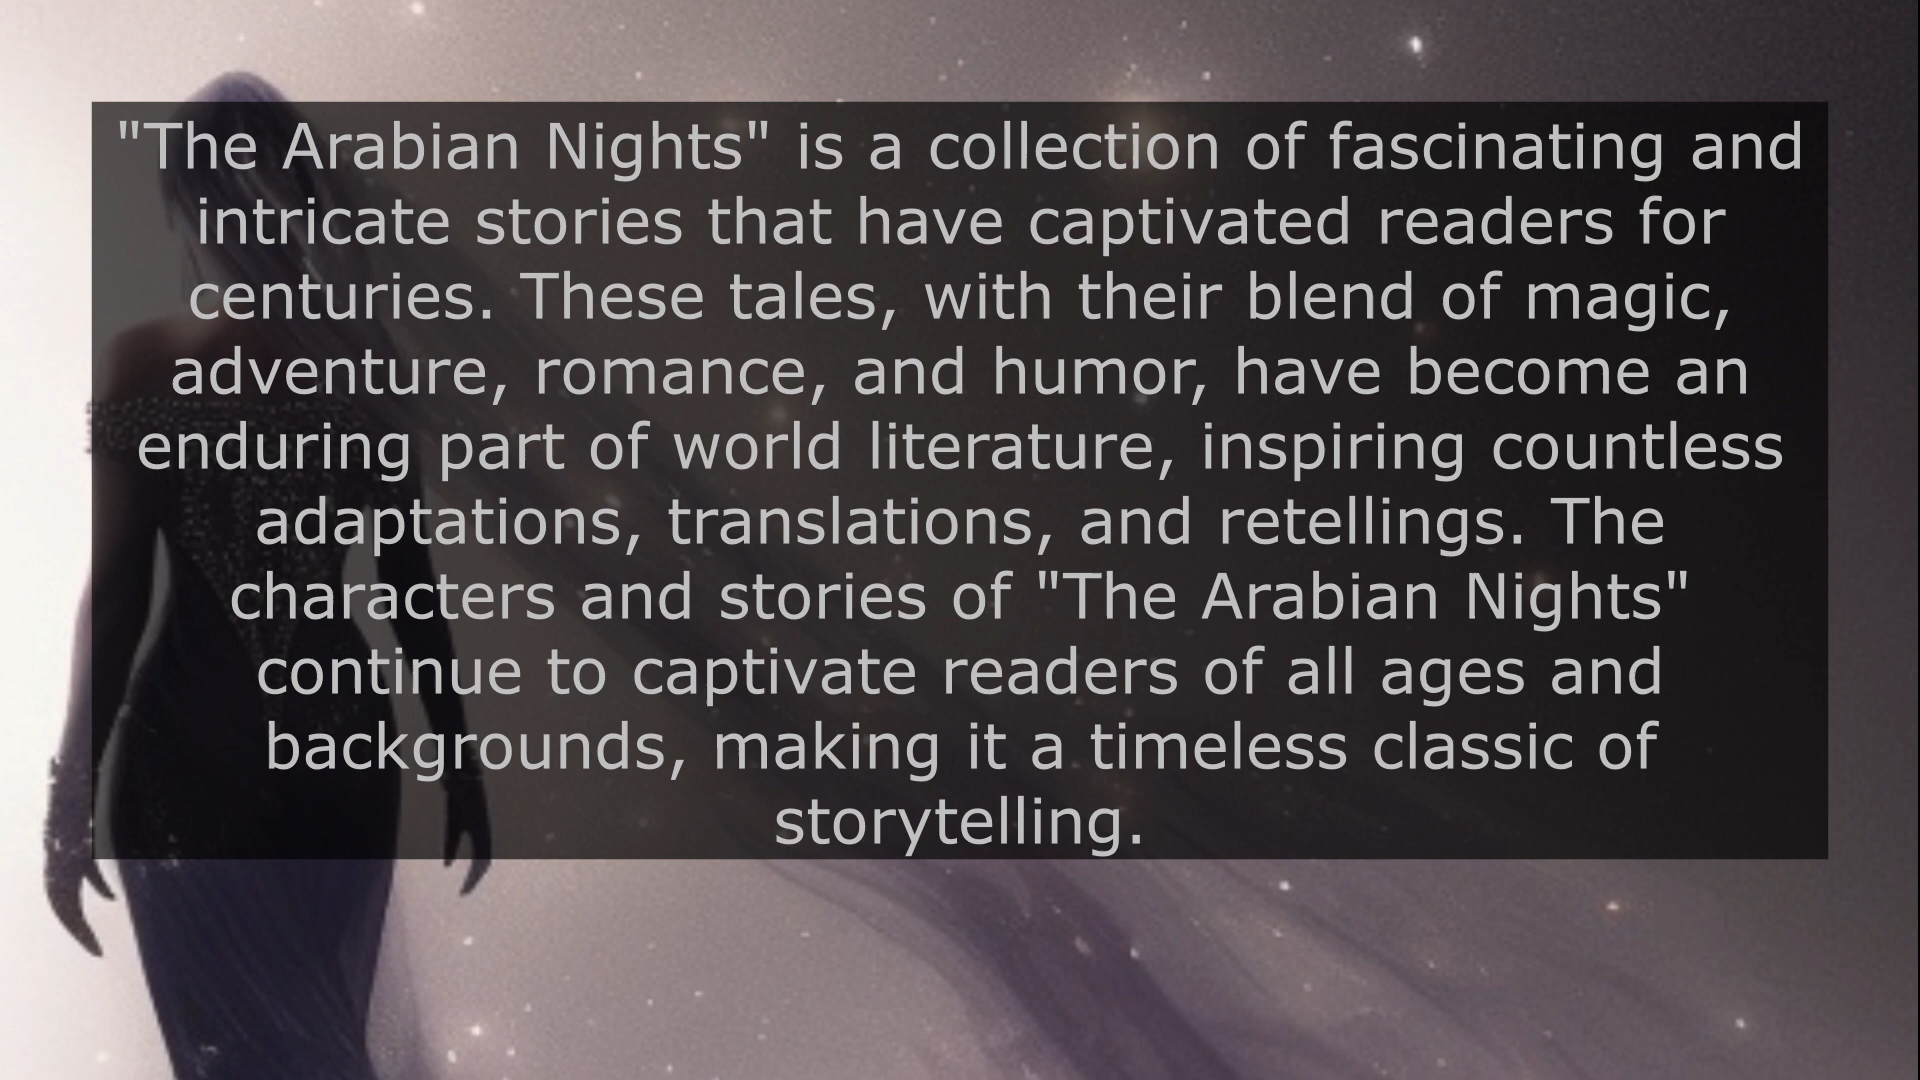 "The Arabian Nights" is a collection of fascinating and
intricate stories that have captivated readers for
centuries. These tales, with their blend of magic,
adventure, romance, and humor, have become an
enduring part of world literature, inspiring countless
adaptations, translations, and retellings. The
characters and stories of "The Arabian Nights"
continue to captivate readers of all ages and
backgrounds, making it a timeless classic of
storytelling.